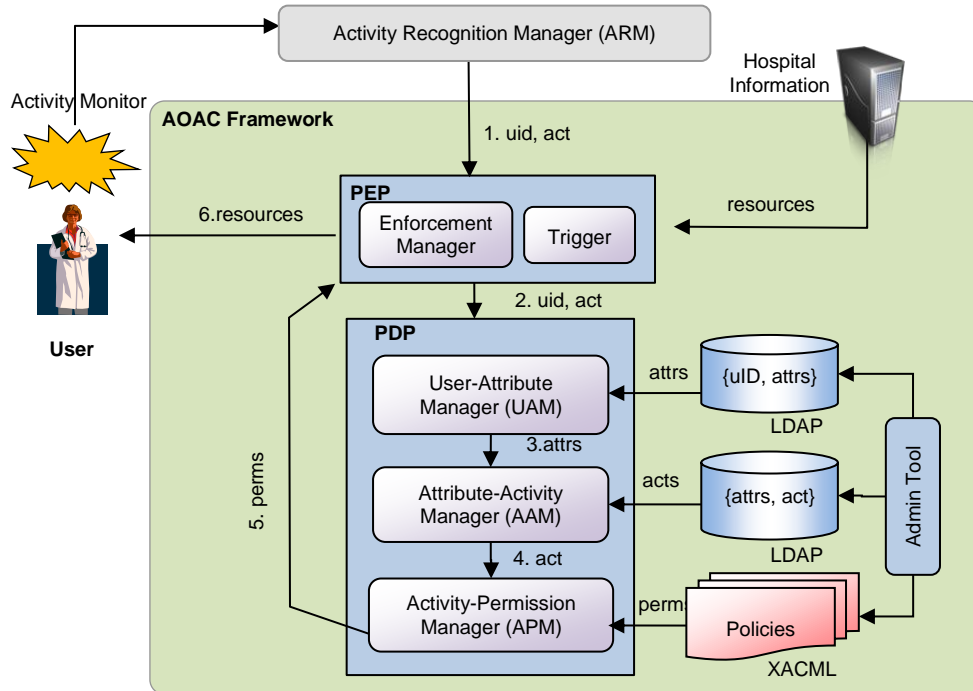 Activity Recognition Manager (ARM)
Hospital
Information
Activity Monitor
AOAC Framework
1. uid, act
PEP
Enforcement
Manager
Trigger
resources
6.resources
User
2. uid, act
PDP
User-Attribute
Manager (UAM)
attrs
{uID, attrs}
LDAP
3.attrs
Attribute-Activity
Manager (AAM)
acts
{attrs, act}
LDAP
Admin Tool
5. perms
4. act
Activity-Permission
Manager (APM)
perms
Policies
XACML